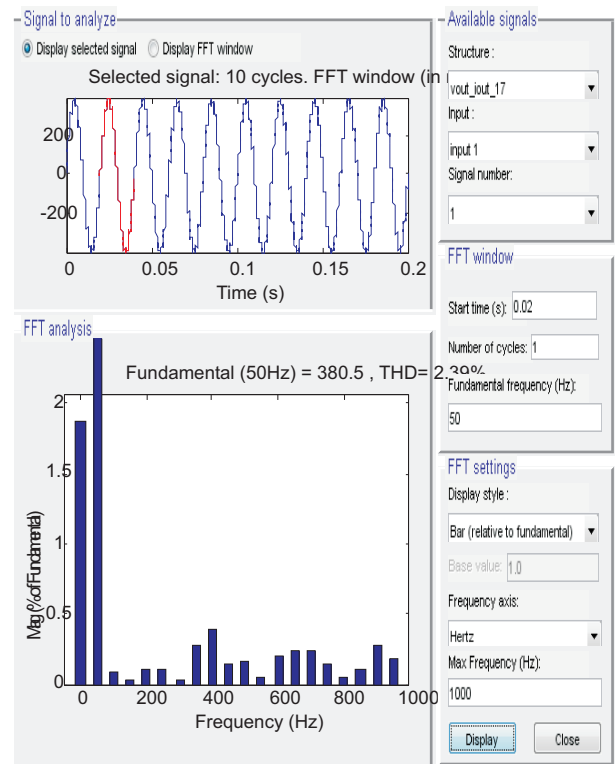 Signal to analyze
Display selected signal Display FFT window
Selected signal: 10 cycles. FFT window (in
200
0
-200
0 0.05 0.1 0.15 0.2
Time (s)
FFT analysis
Fundamental (50Hz) = 380.5 , THD= 2.39%
2
1.5
1
0.5
0
Mag (% of Fundamental)
0 200 400 600 800 1000
Frequency (Hz)
Available signals
Structure :
vout_iout_17
Input :
input 1
Signal number:
1
FFT window
Start time (s): 0.02
Number of cycles: 1
Fundamental frequency (Hz):
50
FFT settings
Display style :
Bar (relative to fundamental)
Base value: 1.0
Frequency axis:
Hertz
Max Frequency (Hz):
1000
Display Close